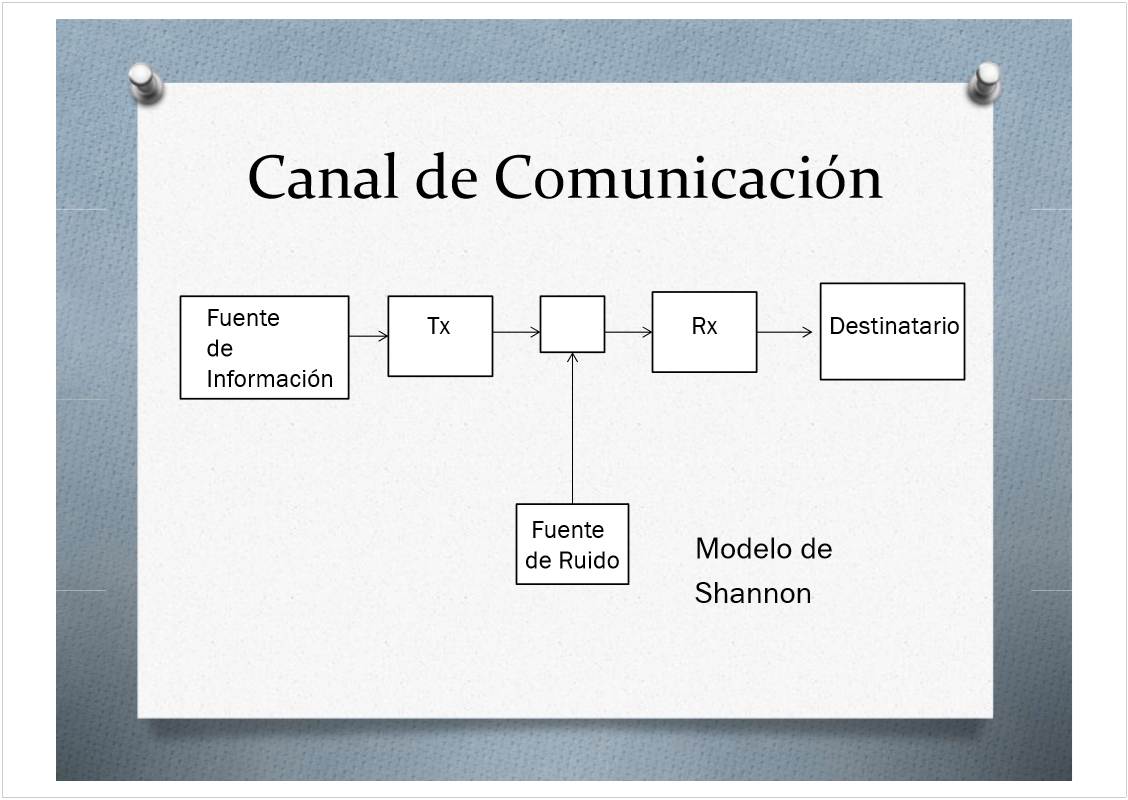 Canal de Comunicación
Fuente
de
Información
Tx
Rx
Destinatario
Fuente
de Ruido
Modelo de
Shannon